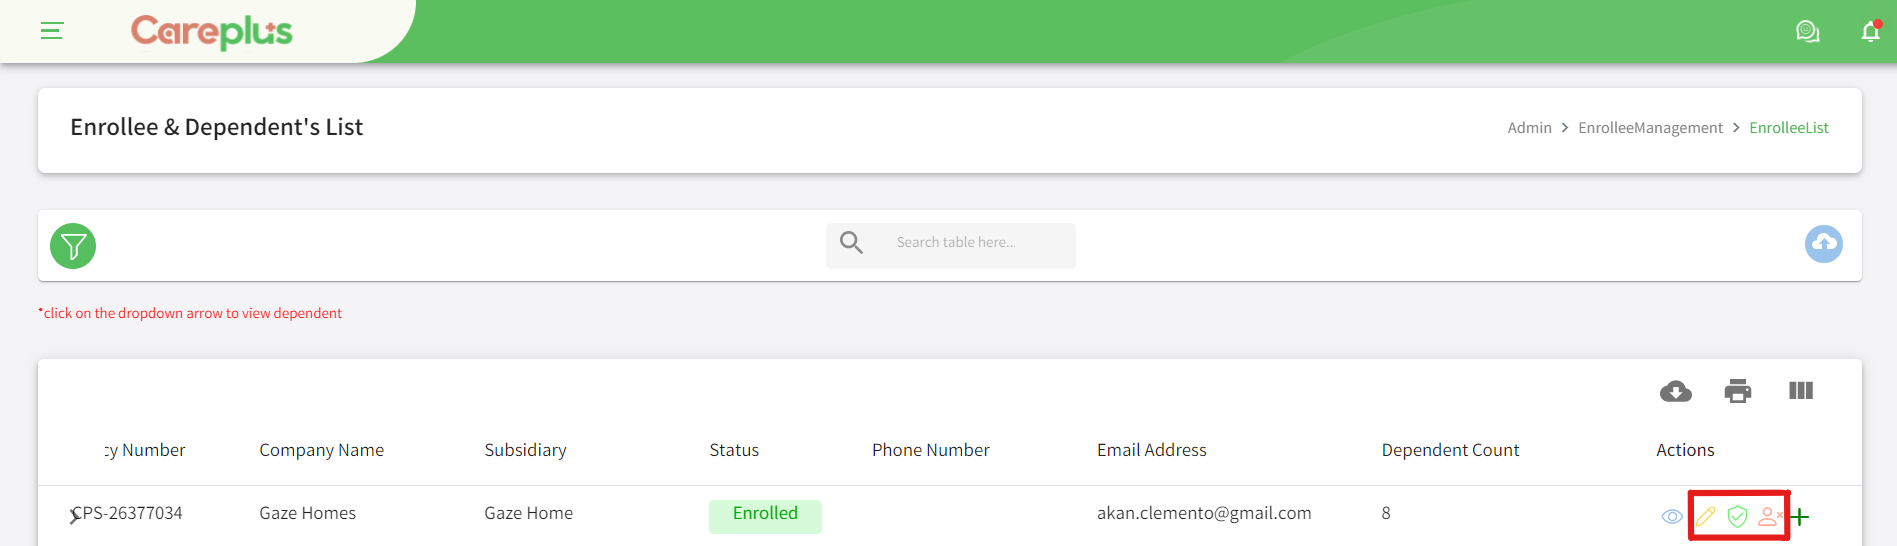 Careplus
Enrollee & Dependent's List
Admin > EnrolleeManagement > EnrolleeList
Search table here...
*click on the dropdown arrow to view dependent
cy Number Company Name Subsidiary Status Phone Number Email Address Dependent Count Actions
CPS-26377034 Gaze Homes Gaze Home Enrolled akan.clemento@gmail.com 8